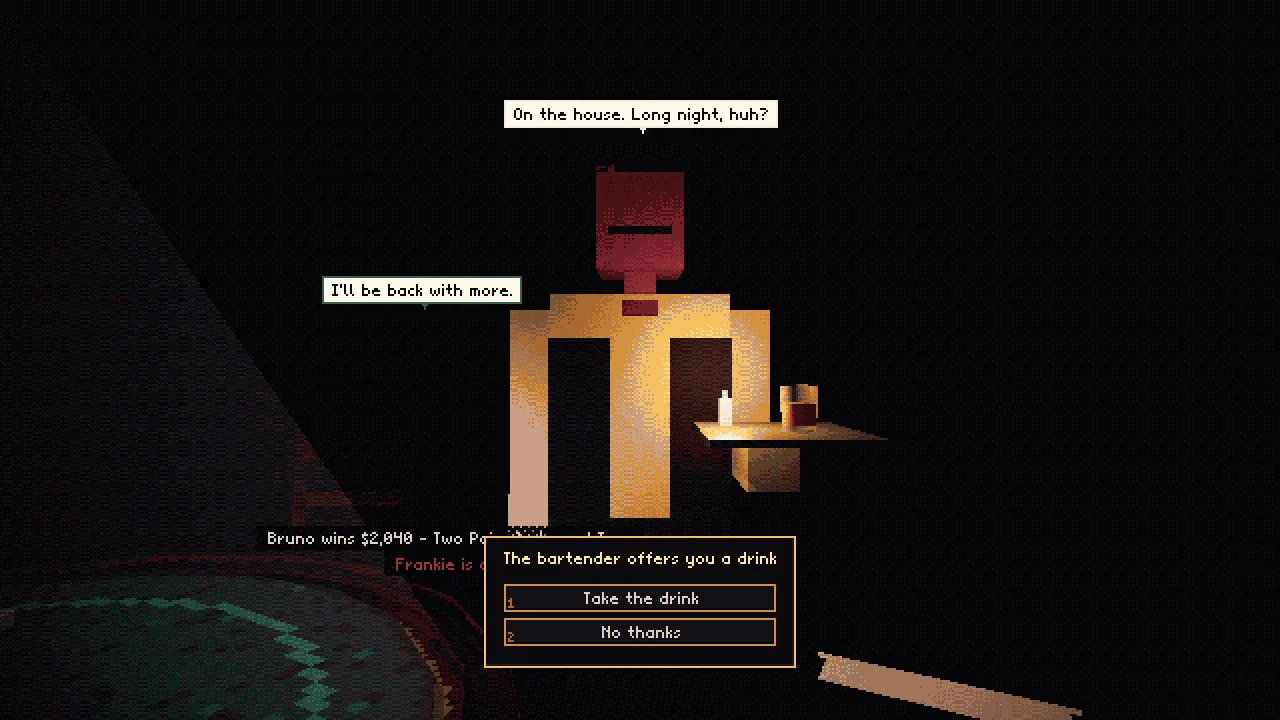 On the house. Long night, huh?
I'll be back with more.
Bruno wins $2,040 - Two
Frankie is
The bartender offers you a drink
1 Take the drink
2 No thanks